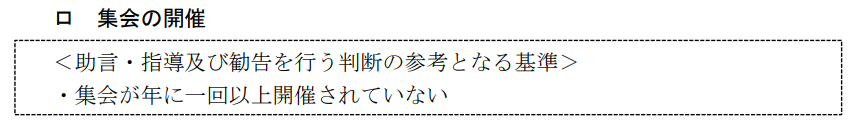 ロ　集会の開催
＜助言・指導及び勧告を行う判断の参考となる基準＞
・集会が年に一回以上開催されていない